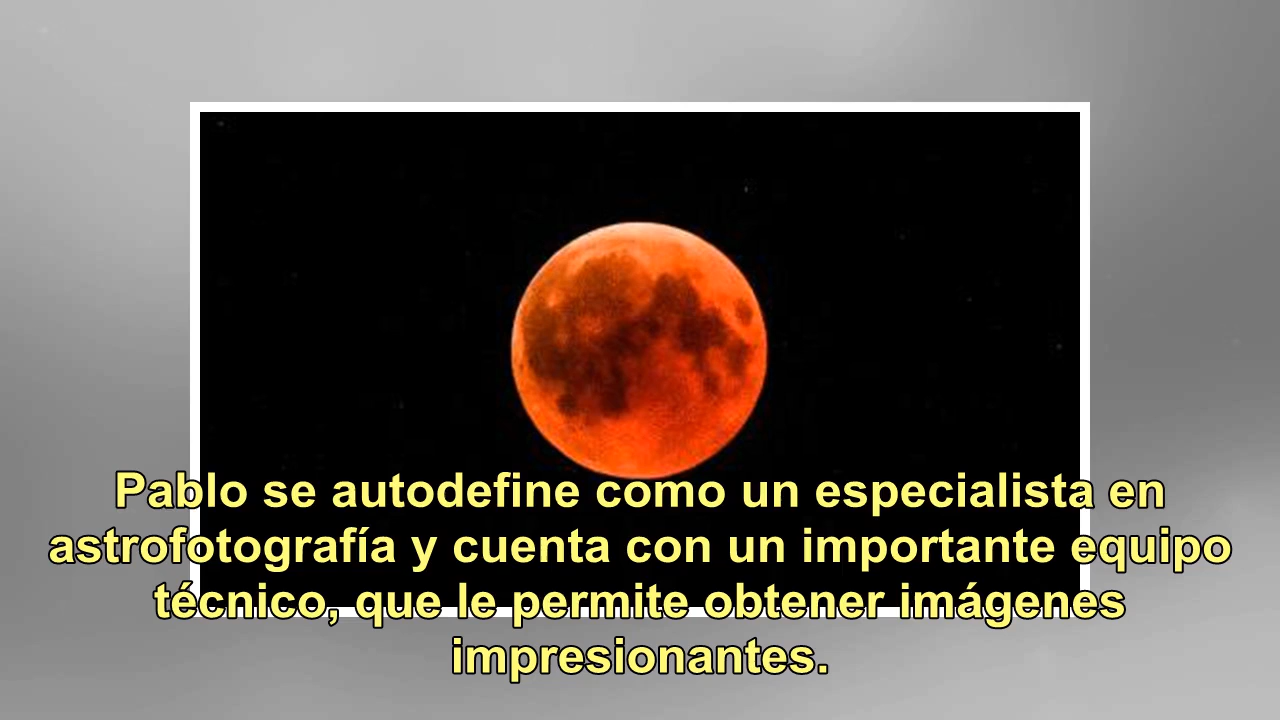 Pablo se autodefine como un especialista en
astrofotografía y cuenta con un importante equipo
técnico, que le permite obtener imágenes
impresionantes.